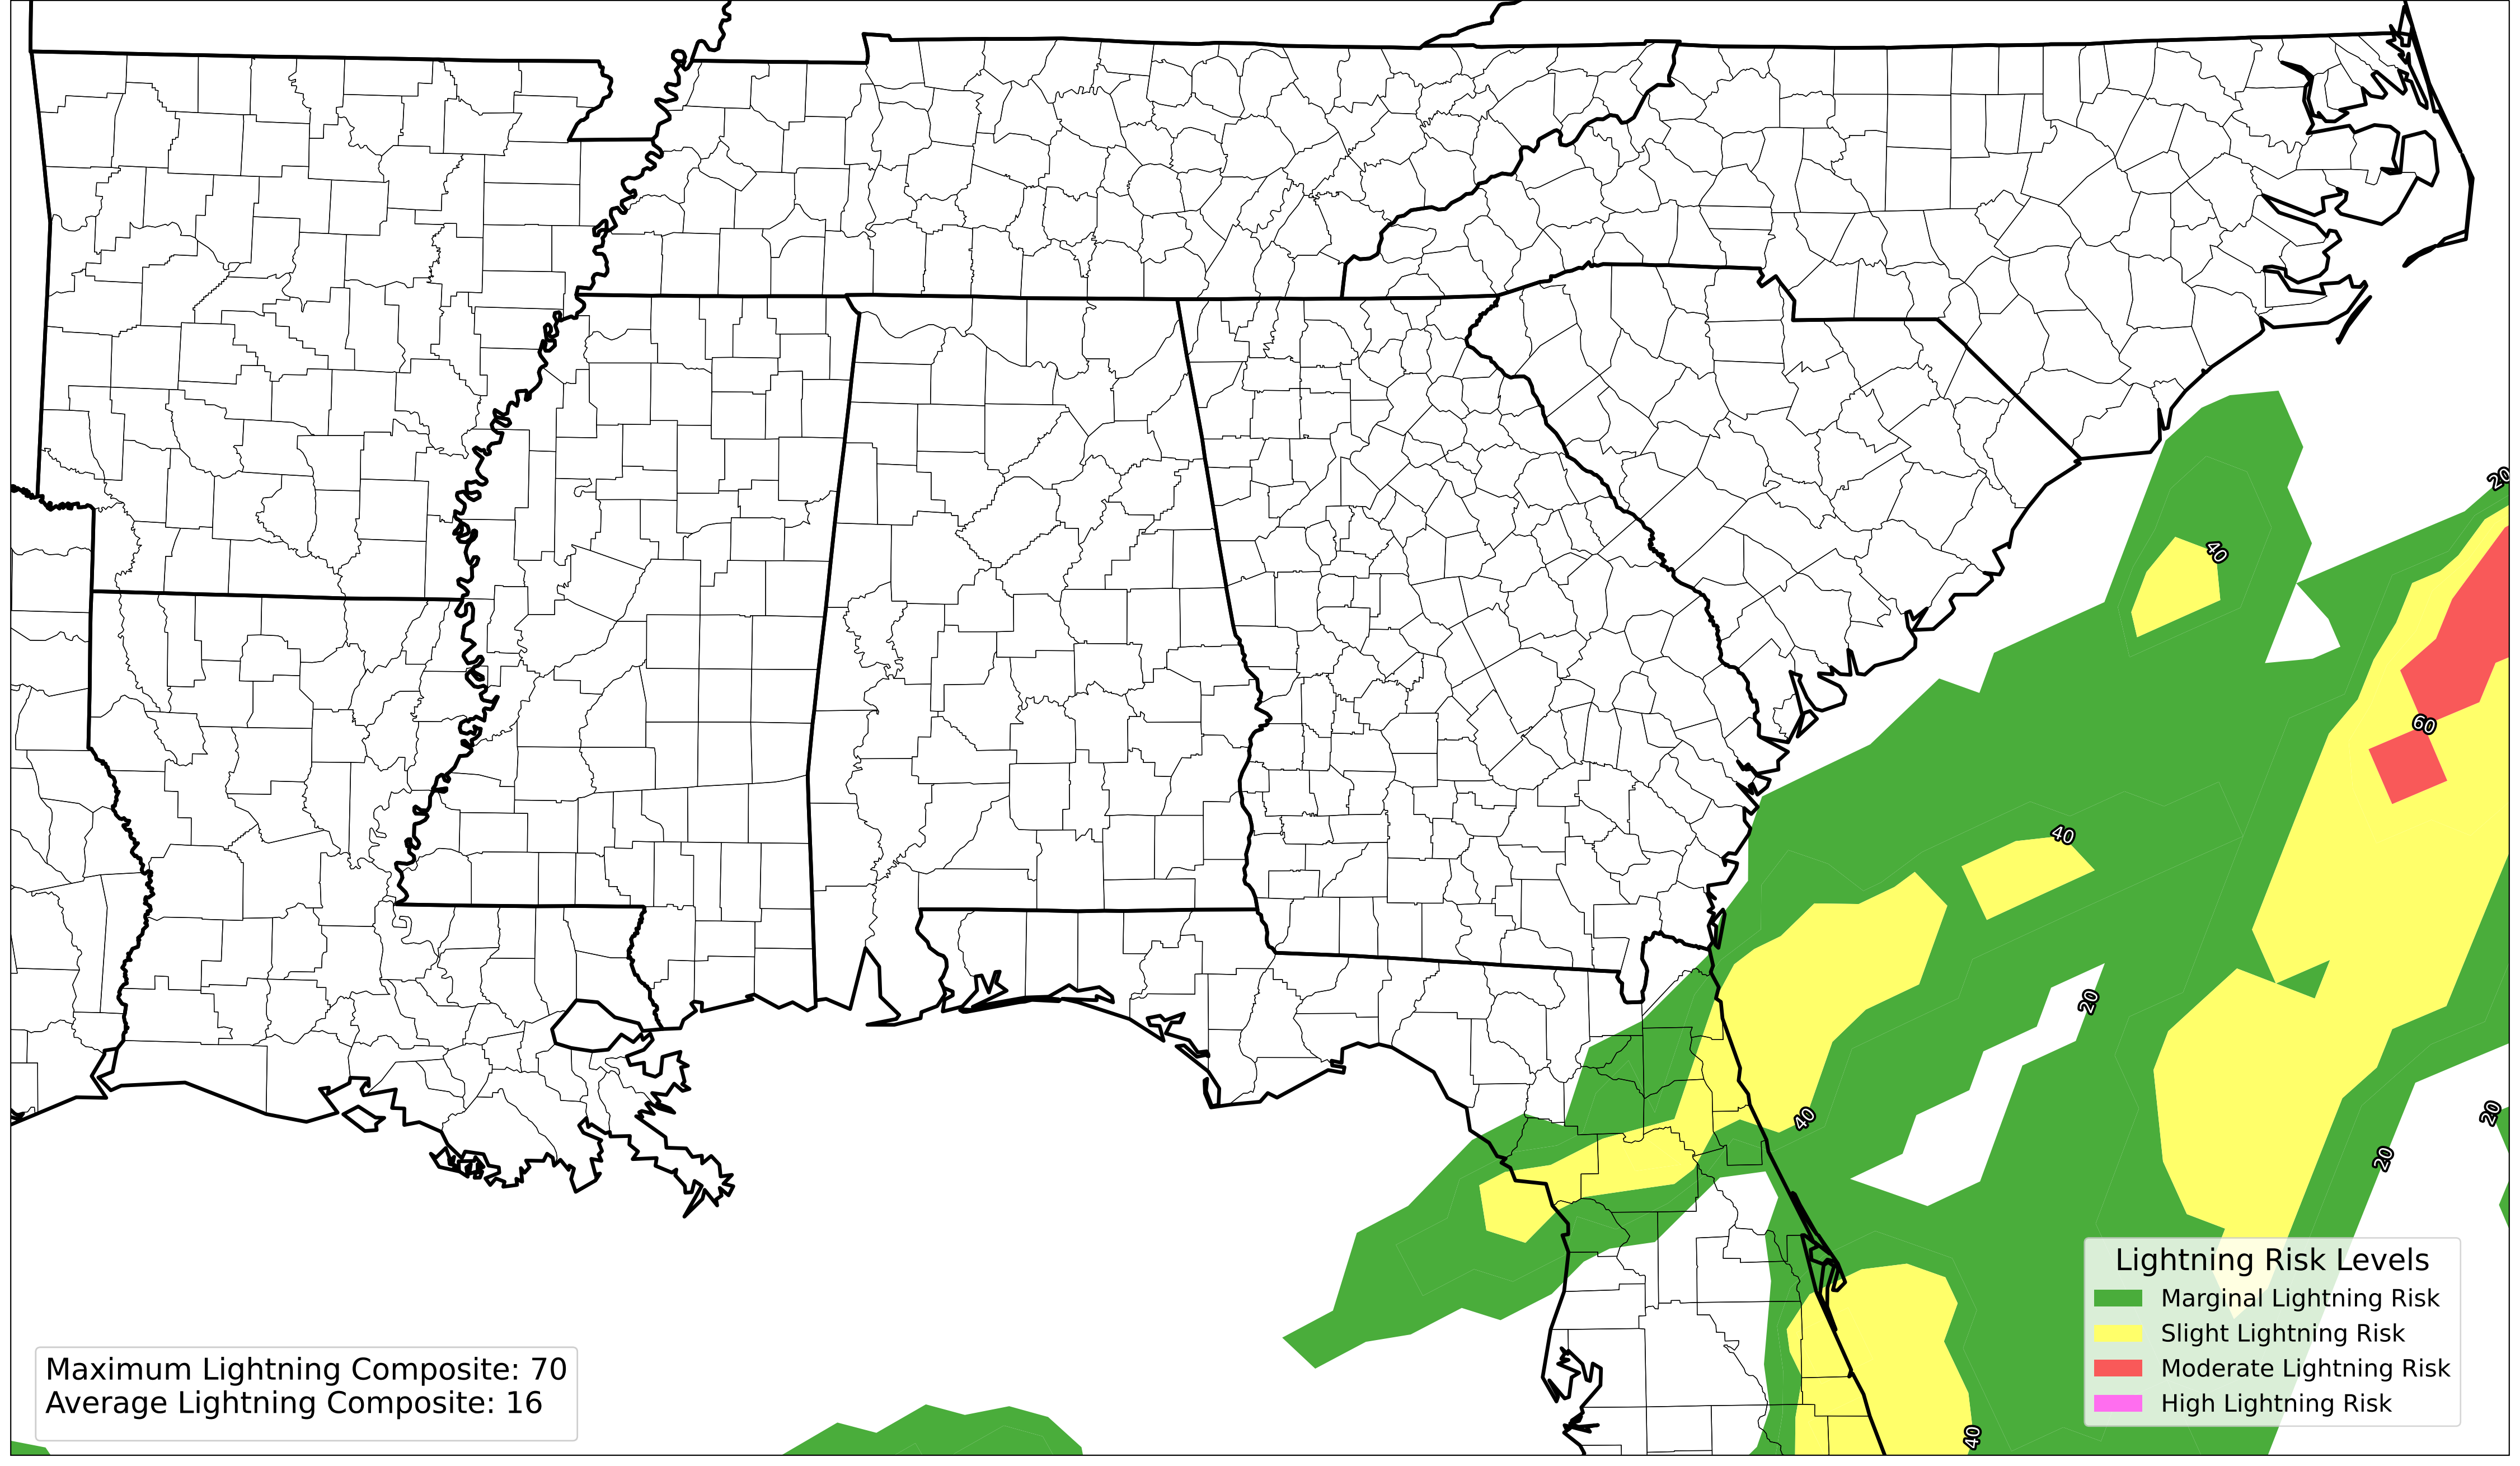 20
40
60
40
20
40
20
20
40
Lightning Risk Levels
Marginal Lightning Risk
Slight Lightning Risk
Moderate Lightning Risk
High Lightning Risk
Maximum Lightning Composite: 70
Average Lightning Composite: 16